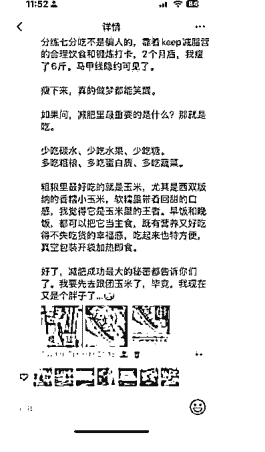 11:52
详情
分练七分吃不是骗人的，靠着keep减脂营
的合理饮食和锻炼打卡，2个月后，我瘦
了6斤。马甲线隐约可见了。
瘦下来，真的做梦都能笑醒。
如果问，减肥里最重要的是什么？那就是
吃。
少吃碳水、少吃水果、少吃糖。
多吃粗粮、多吃蛋白质、多吃蔬菜。
粗粮里最好吃的就是玉米，尤其是西双版
纳的香糯小玉米，软糯里带着回甜的口
感，我觉得它是玉米里的王者。早饭和晚
饭，都可以把它当主食，既有营养又好吃
得不失吃货的幸福感，吃起来也特方便，
真空包装开袋加热即食。
好了，减肥成功最大的秘密都告诉你们
了。我要先去跟团玉米了，毕竟，我现在
又是个胖子了...